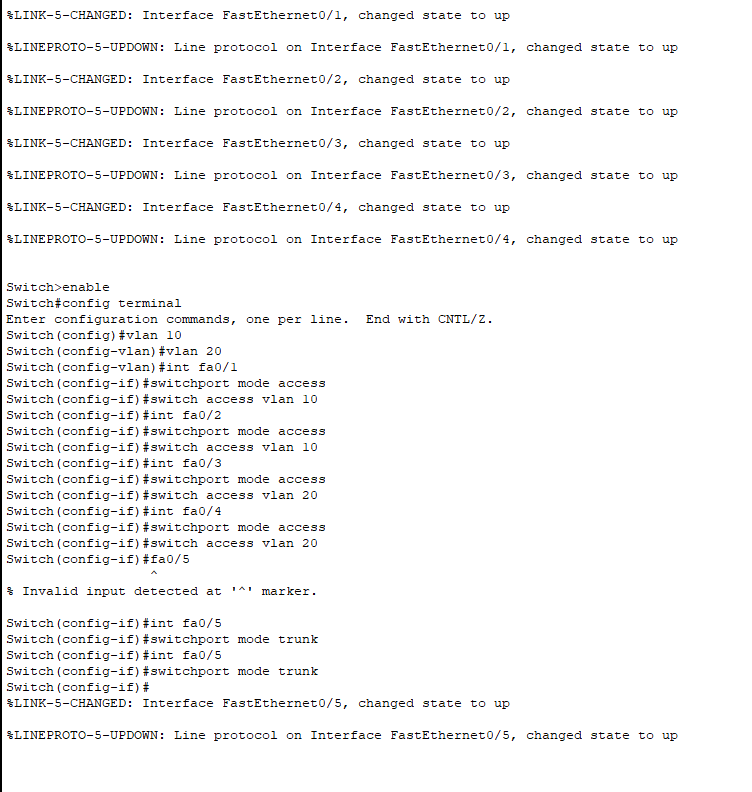 %LINK-5-CHANGED: Interface FastEthernet0/1, changed state to up
%LINEPROTO-5-UPDOWN: Line protocol on Interface FastEthernet0/1, changed state to up
%LINK-5-CHANGED: Interface FastEthernet0/2, changed state to up
%LINEPROTO-5-UPDOWN: Line protocol on Interface FastEthernet0/2, changed state to up
%LINK-5-CHANGED: Interface FastEthernet0/3, changed state to up
%LINEPROTO-5-UPDOWN: Line protocol on Interface FastEthernet0/3, changed state to up
%LINK-5-CHANGED: Interface FastEthernet0/4, changed state to up
%LINEPROTO-5-UPDOWN: Line protocol on Interface FastEthernet0/4, changed state to up
Switch>enable
Switch#config terminal
Enter configuration commands, one per line.  End with CNTL/Z.
Switch(config)#vlan 10
Switch(config-vlan)#vlan 20
Switch(config-vlan)#int fa0/1
Switch(config-if)#switchport mode access
Switch(config-if)#switch access vlan 10
Switch(config-if)#int fa0/2
Switch(config-if)#switchport mode access
Switch(config-if)#switch access vlan 10
Switch(config-if)#int fa0/3
Switch(config-if)#switchport mode access
Switch(config-if)#switch access vlan 20
Switch(config-if)#int fa0/4
Switch(config-if)#switchport mode access
Switch(config-if)#switch access vlan 20
Switch(config-if)#fa0/5
^
% Invalid input detected at '^' marker.
Switch(config-if)#int fa0/5
Switch(config-if)#switchport mode trunk
Switch(config-if)#int fa0/5
Switch(config-if)#switchport mode trunk
Switch(config-if)#
%LINK-5-CHANGED: Interface FastEthernet0/5, changed state to up
%LINEPROTO-5-UPDOWN: Line protocol on Interface FastEthernet0/5, changed state to up